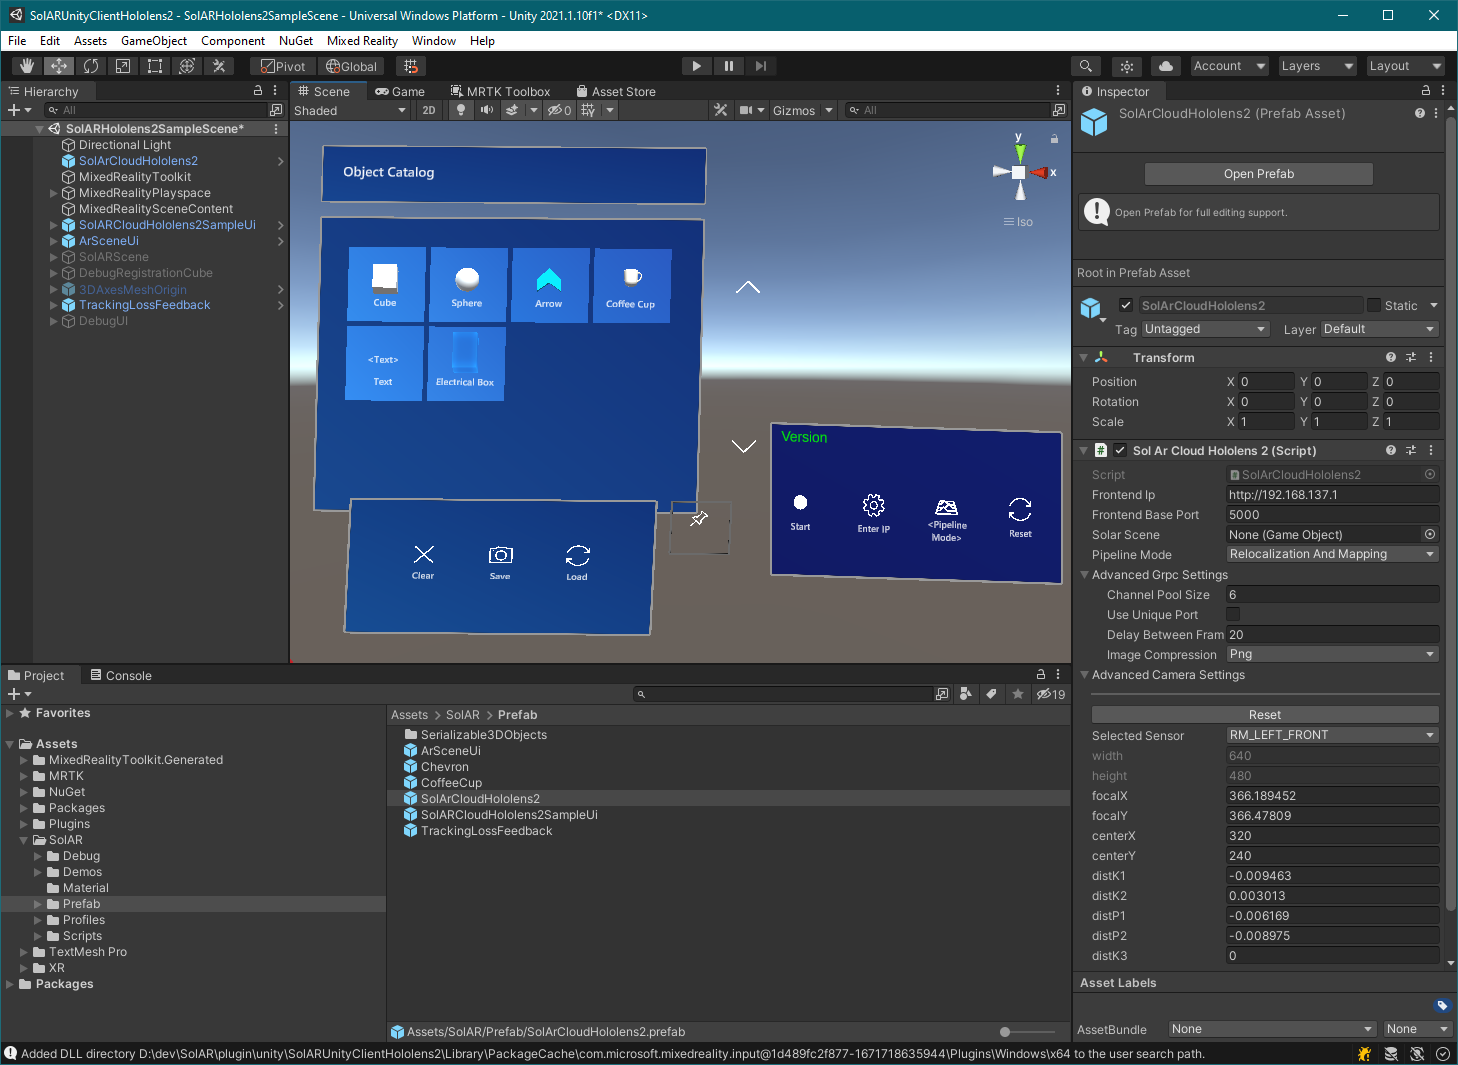 SolARUnityClientHololens2 - SolARHololens2SampleScene - Universal Windows Platform - Unity 2021.1.10f1* <DX11>
File Edit Assets GameObject Component NuGet Mixed Reality Window Help
Pivot Global Account Layers Layout
Hierarchy
All
SolARHololens2SampleScene*
Directional Light
SolArCloudHololens2
MixedRealityToolkit
MixedRealityPlayspace
MixedRealitySceneContent
SolARCloudHololens2SampleUi
ArSceneUi
SolARScene
DebugRegistrationCube
3DAxesMeshOrigin
TrackingLossFeedback
DebugUI
Scene Game MRTK Toolbox Asset Store
Shaded 2D 0 Gizmos All
Object Catalog
Cube Sphere Arrow Coffee Cup
<Text>
Text Electrical Box
Clear Save Load
y
x
Iso
Version
Start Enter IP <Pipeline Mode> Reset
Inspector
SolArCloudHololens2 (Prefab Asset)
Open Prefab
Open Prefab for full editing support.
Root in Prefab Asset
SolArCloudHololens2 Static
Tag Untagged Layer Default
Transform
Position X 0 Y 0 Z 0
Rotation X 0 Y 0 Z 0
Scale X 1 Y 1 Z 1
# Sol Ar Cloud Hololens 2 (Script)
Script SolArCloudHololens2
Frontend Ip http://192.168.137.1
Frontend Base Port 5000
Solar Scene None (Game Object)
Pipeline Mode Relocalization And Mapping
Advanced Grpc Settings
Channel Pool Size 6
Use Unique Port
Delay Between Fram 20
Image Compression Png
Advanced Camera Settings
Reset
Selected Sensor RM_LEFT_FRONT
width 640
height 480
focalX 366.189452
focalY 366.47809
centerX 320
centerY 240
distK1 -0.009463
distK2 0.003013
distP1 -0.006169
distP2 -0.008975
distK3 0
Asset Labels
AssetBundle None None
Project Console
19
Favorites
Assets
MixedRealityToolkit.Generated
MRTK
NuGet
Packages
Plugins
SolAR
Debug
Demos
Material
Prefab
Profiles
Scripts
TextMesh Pro
XR
Packages
Assets > SolAR > Prefab
Serializable3DObjects
ArSceneUi
Chevron
CoffeeCup
SolArCloudHololens2
SolARCloudHololens2SampleUi
TrackingLossFeedback
Assets/SolAR/Prefab/SolArCloudHololens2.prefab
Added DLL directory D:\dev\SolAR\plugin\unity\SolARUnityClientHololens2\Library\PackageCache\com.microsoft.mixedreality.input@1d489fc2f877-1671718635944\Plugins\Windows\x64 to the user search path.